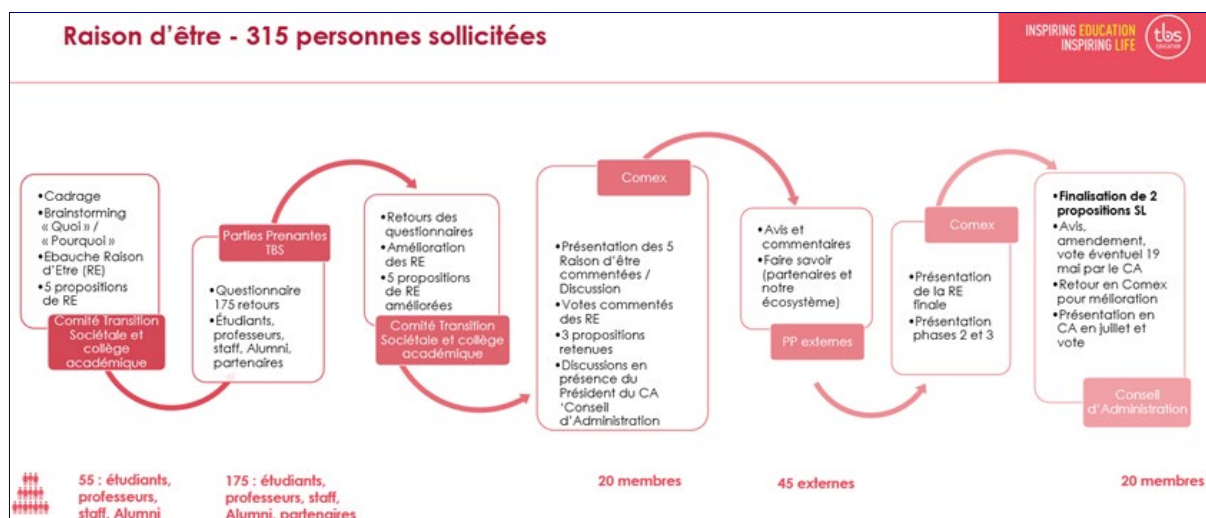 Raison d'être - 315 personnes sollicitées
INSPIRING EDUCATION
INSPIRING LIFE
tbs
EDUCATION
•Cadrage
•Brainstorming
« Quoi » /
« Pourquoi »
•Ebauche Raison
d'Etre (RE)
•5 propositions
de RE
Comité Transition
Sociétale et
collège
académique
Parties Prenantes
TBS
•Questionnaire
175 retours
•Étudiants,
professeurs,
staff, Alumni,
partenaires
•Retours des
questionnaires
•Amélioration
des RE
•5 propositions
de RE
améliorées
Comité Transition
Sociétale et collège
académique
Comex
•Présentation des 5
Raison d'être
commentées /
Discussion
•Votes commentés
des RE
•3 propositions
retenues
•Discussions en
présence du
Président du CA
'Conseil
d'Administration
•Avis et
commentaires
•Faire savoir
(partenaires et
notre
écosystème)
PP externes
Comex
•Présentation
de la RE
finale
•Présentation
phases 2 et 3
•Finalisation de 2
propositions SL
•Avis,
amendement,
vote éventuel 19
mai par le CA
•Retour en Comex
pour mélioration
•Présentation en
CA en juillet et
vote
Conseil
d'Administration
55 : étudiants,
professeurs,
staff, Alumni
175 : étudiants,
professeurs, staff,
Alumni, partenaires
20 membres
45 externes
20 membres